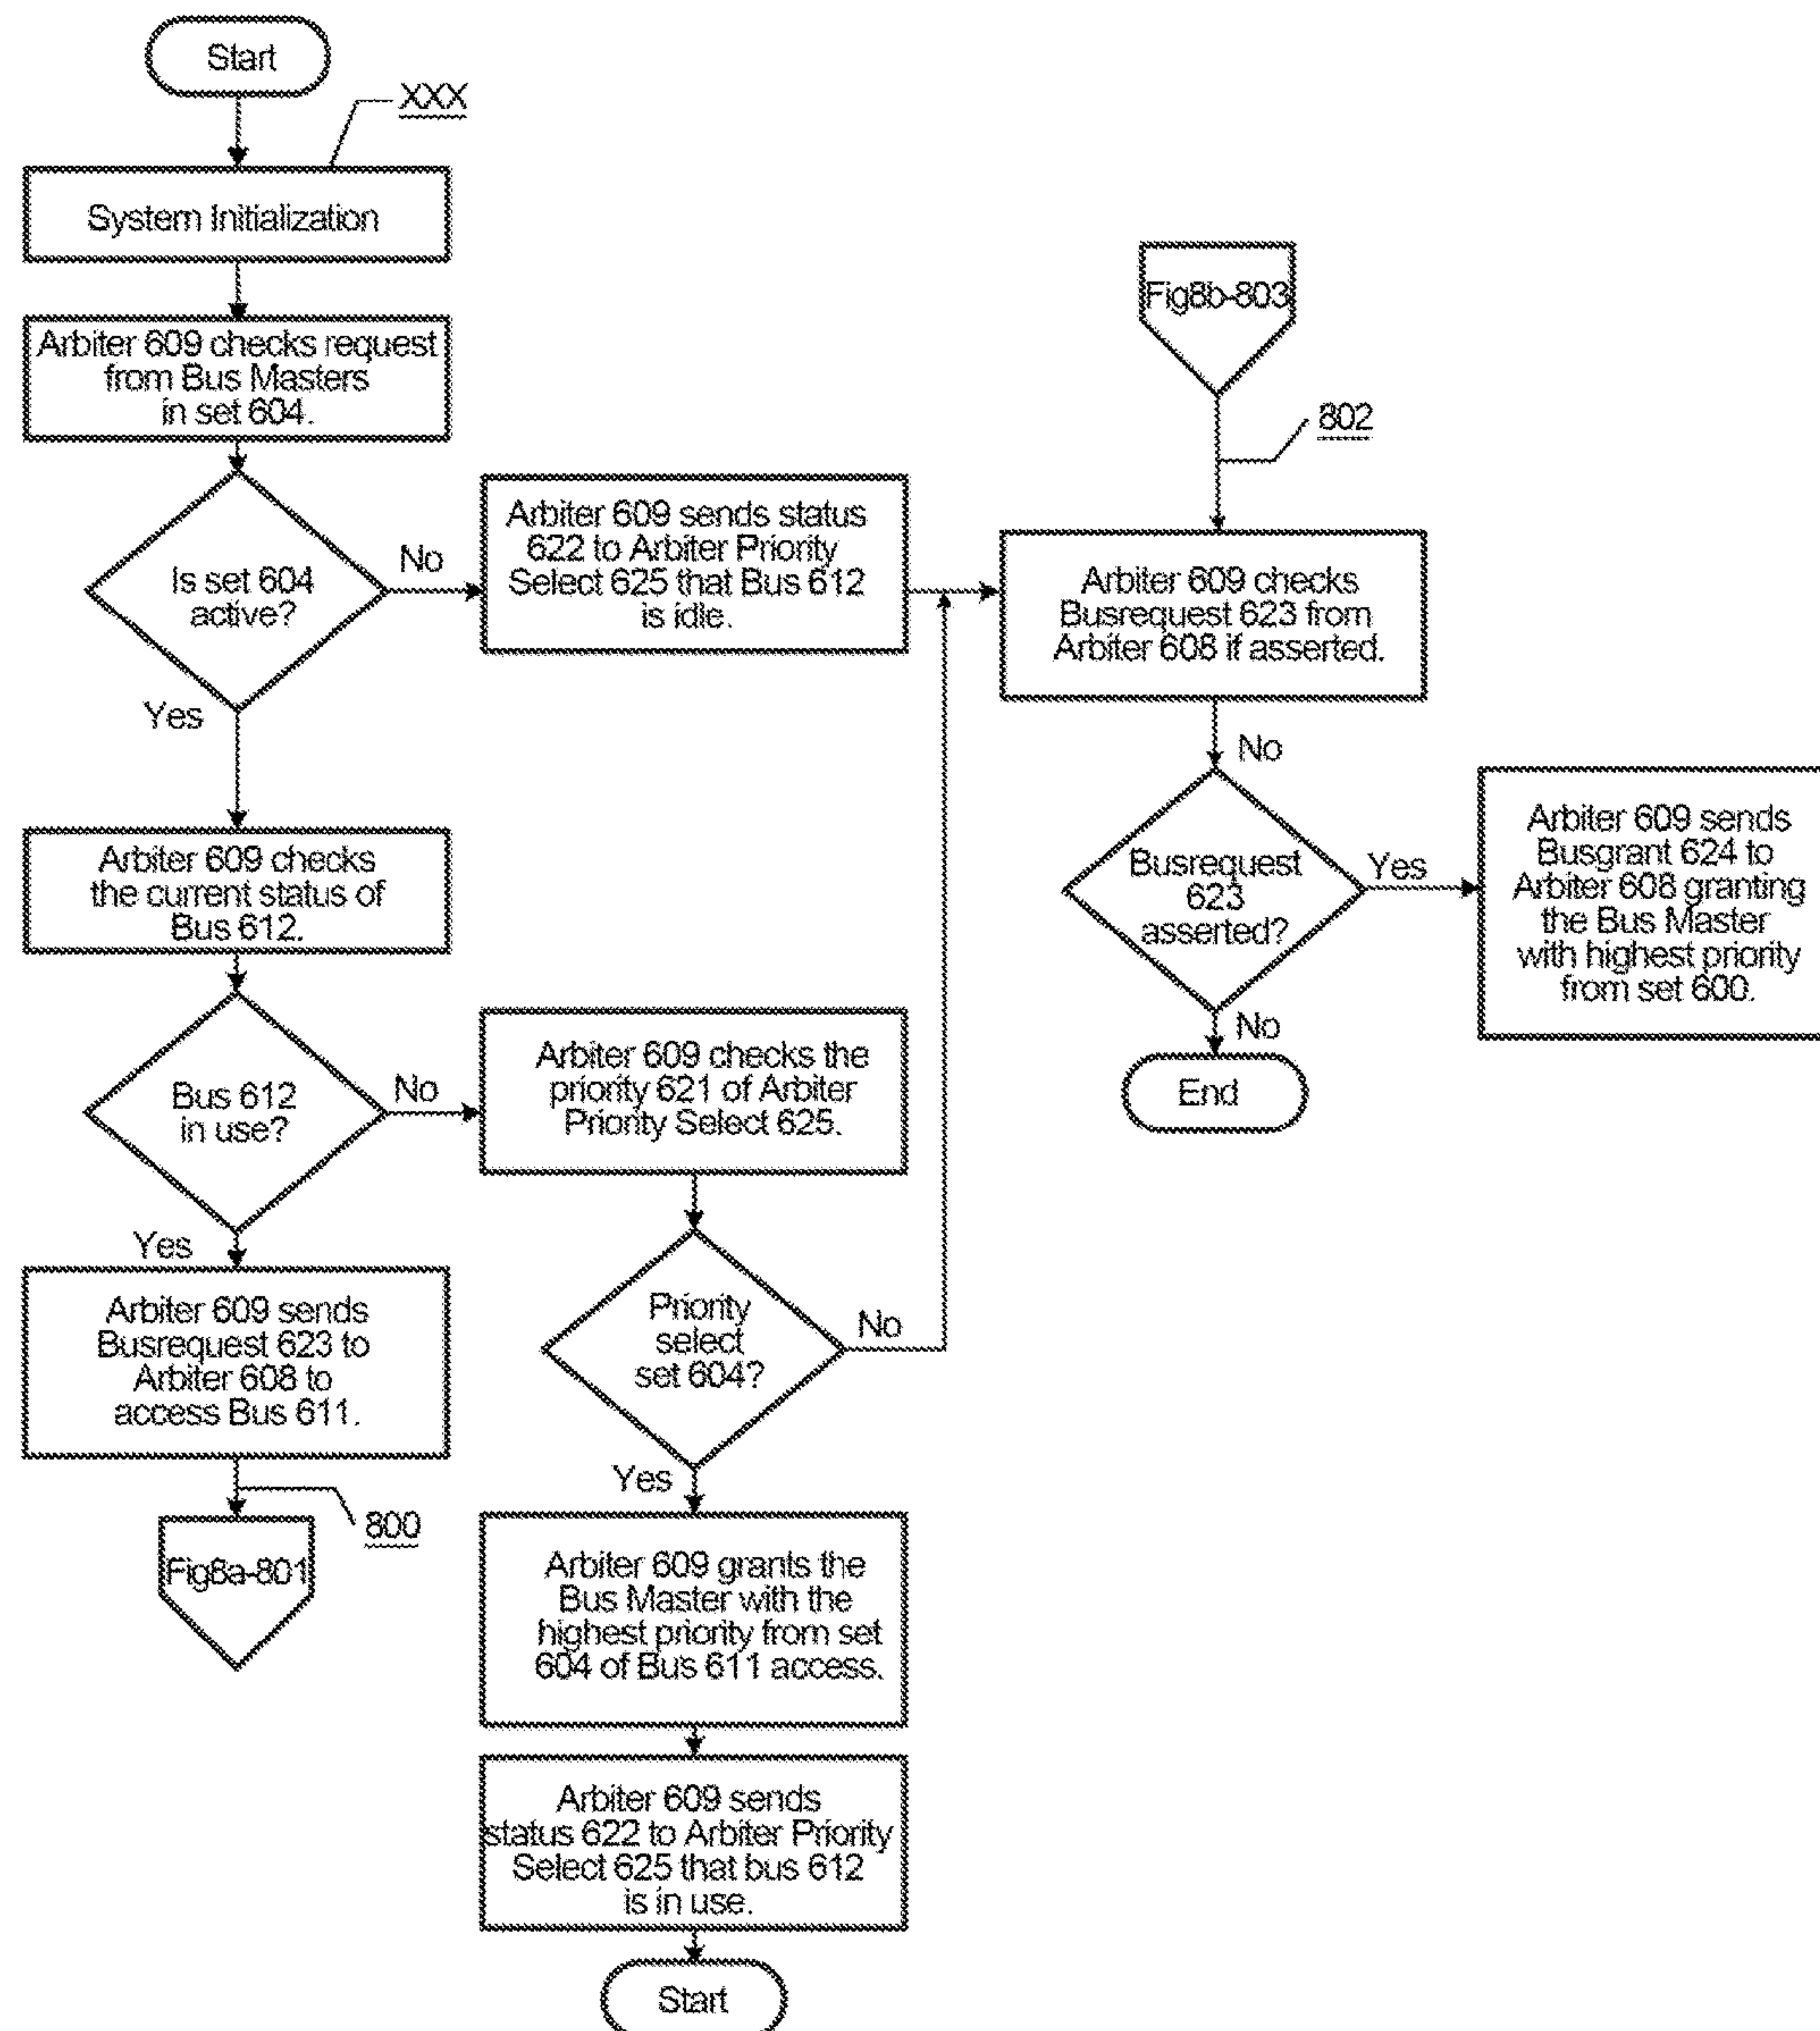 Start
XXX
System Initialization
Arbiter 609 checks request
from Bus Masters
in set 604.
Is set 604
active?
No
Yes
Arbiter 609 sends status
622 to Arbiter Priority
Select 625 that Bus 612
is idle.
Arbiter 609 checks
the current status of
Bus 612.
Bus 612
in use?
No
Yes
Arbiter 609 sends
Busrequest 623 to
Arbiter 608 to
access Bus 611.
800
Fig8a-801
Arbiter 609 checks the
priority 621 of Arbiter
Priority Select 625.
Priority
select
set 604?
No
Yes
Arbiter 609 grants the
Bus Master with the
highest priority from set
604 of Bus 611 access.
Arbiter 609 sends
status 622 to Arbiter Priority
Select 625 that bus 612
is in use.
Start
Fig8b-803
802
Arbiter 609 checks
Busrequest 623 from
Arbiter 608 if asserted.
No
Busrequest
623
asserted?
Yes
No
End
Arbiter 609 sends
Busgrant 624 to
Arbiter 608 granting
the Bus Master
with highest priority
from set 600.